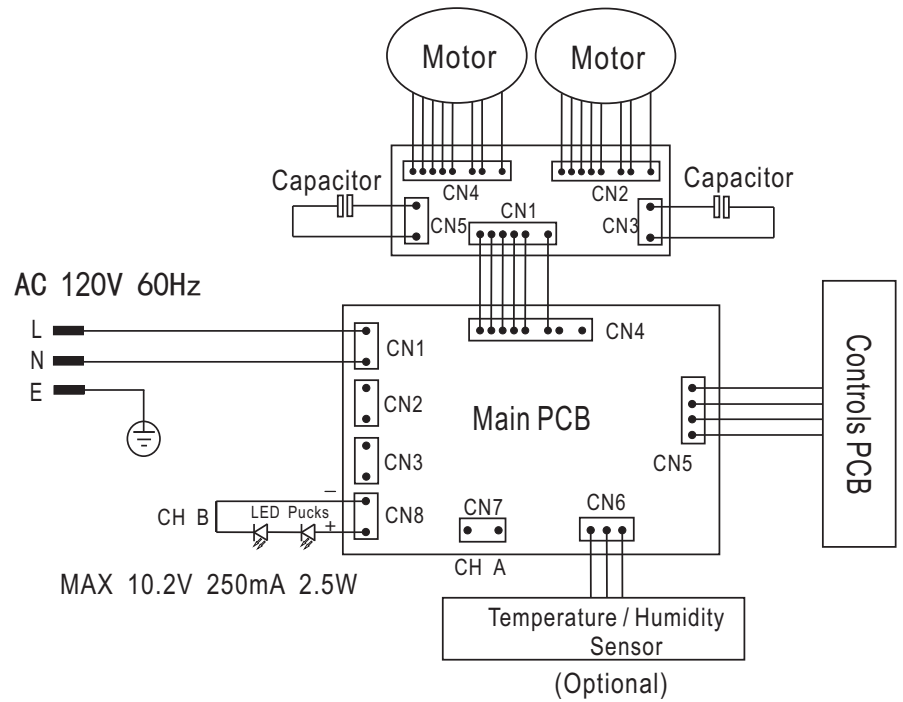 Motor
Motor
Capacitor
CN4
CN2
Capacitor
CN5
CN1
CN3
AC 120V 60Hz
L
N
E
CN1
CN4
CN2
Main PCB
CN3
CN5
Controls PCB
CH B
LED Pucks
–
+
CN8
CN7
CN6
CH A
MAX 10.2V 250mA 2.5W
Temperature / Humidity
Sensor
(Optional)